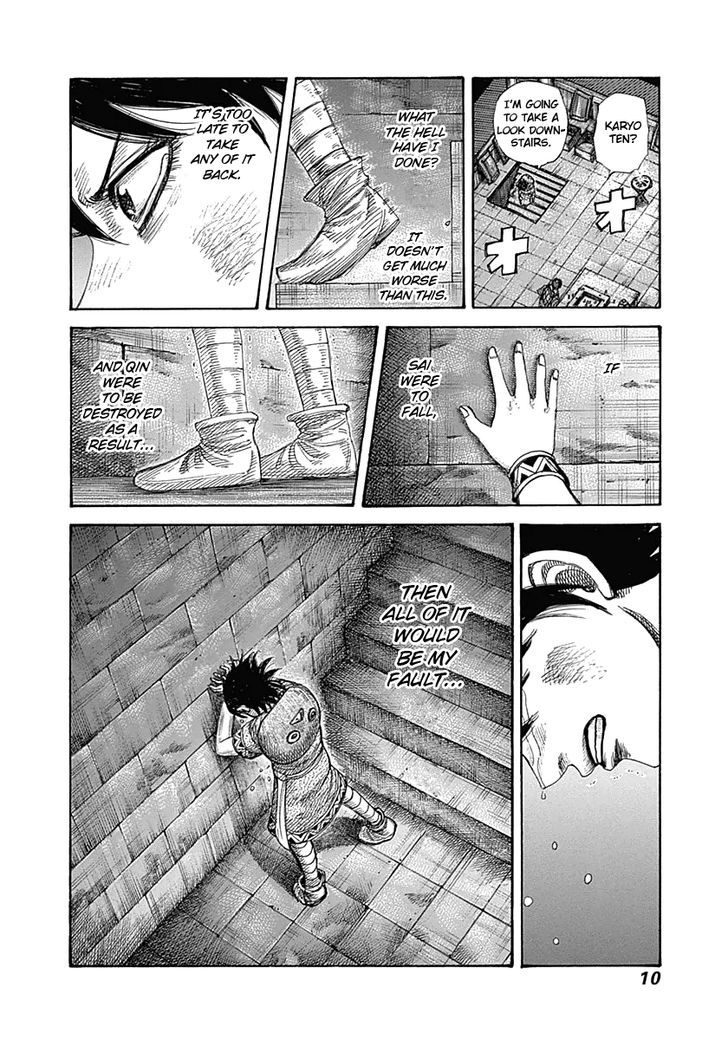 KARYO
TEN?
I'M GOING
TO TAKE A
LOOK DOWN-
STAIRS.
オ
オ
WHAT
THE HELL
HAVE I
DONE?
IT
DOESN'T
GET MUCH
WORSE
THAN THIS.
IT'S TOO
LATE TO
TAKE
ANY OF IT
BACK.
IF
SAI
WERE
TO
FALL,
AND QIN
WERE
TO BE
DESTROYED
AS A
RESULT...
THEN
ALL OF IT
WOULD
BE MY
FAULT...
10